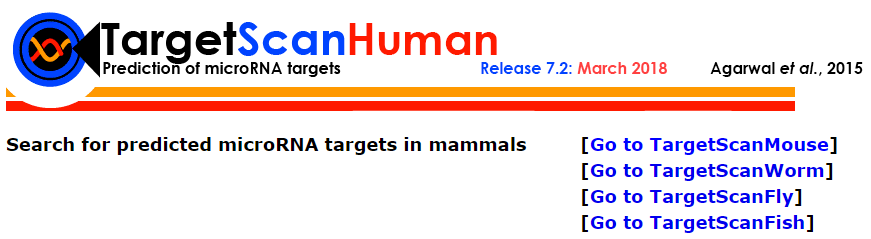 TargetScanHuman
Prediction of microRNA targets Release 7.2: March 2018 Agarwal et al., 2015
Search for predicted microRNA targets in mammals [Go to TargetScanMouse]
[Go to TargetScanWorm]
[Go to TargetScanFly]
[Go to TargetScanFish]